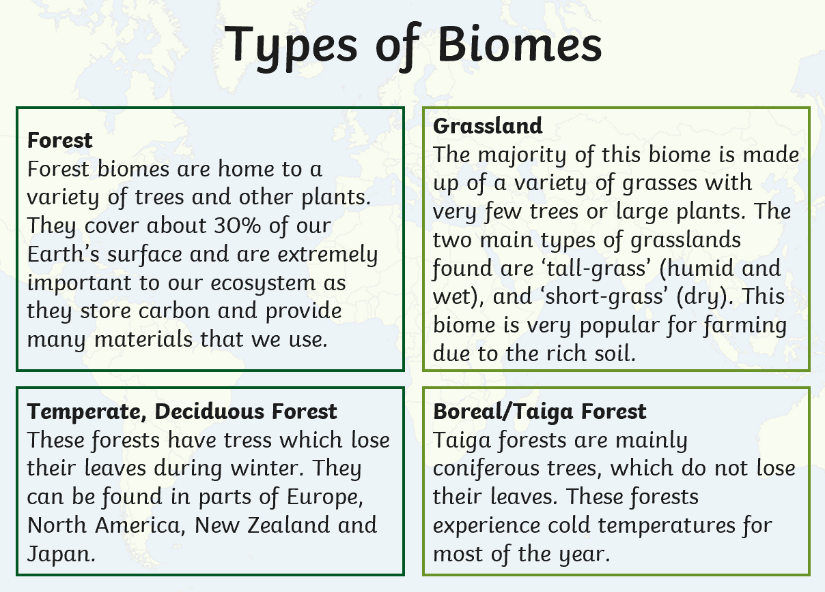 Types of Biomes
Forest
Forest biomes are home to a
variety of trees and other plants.
They cover about 30% of our
Earth's surface and are extremely
important to our ecosystem as
they store carbon and provide
many materials that we use.
Grassland
The majority of this biome is made
up of a variety of grasses with
very few trees or large plants. The
two main types of grasslands
found are ‘tall-grass’ (humid and
wet), and ‘short-grass’ (dry). This
biome is very popular for farming
due to the rich soil.
Temperate, Deciduous Forest
These forests have tress which lose
their leaves during winter. They
can be found in parts of Europe,
North America, New Zealand and
Japan.
Boreal/Taiga Forest
Taiga forests are mainly
coniferous trees, which do not lose
their leaves. These forests
experience cold temperatures for
most of the year.